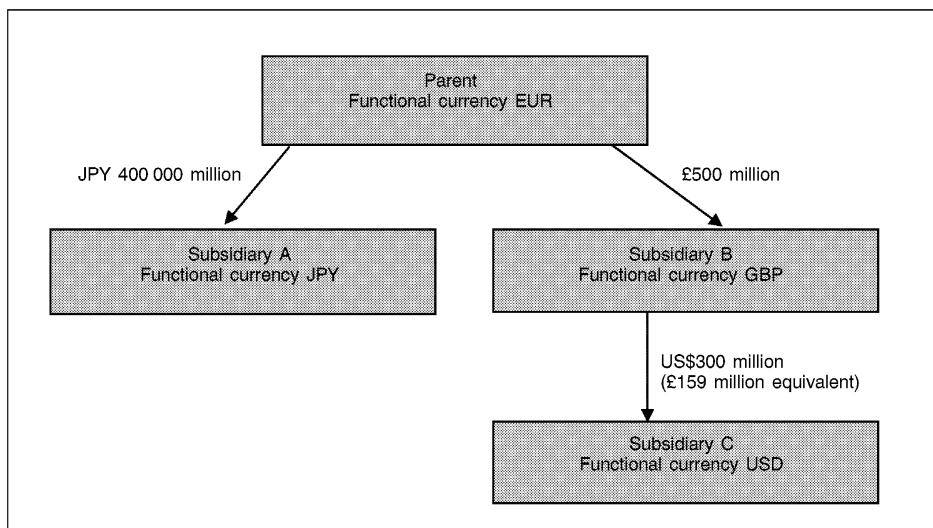 Parent
Functional currency EUR
JPY 400 000 million
£500 million
Subsidiary A
Functional currency JPY
Subsidiary B
Functional currency GBP
US$300 million
(£159 million equivalent)
Subsidiary C
Functional currency USD